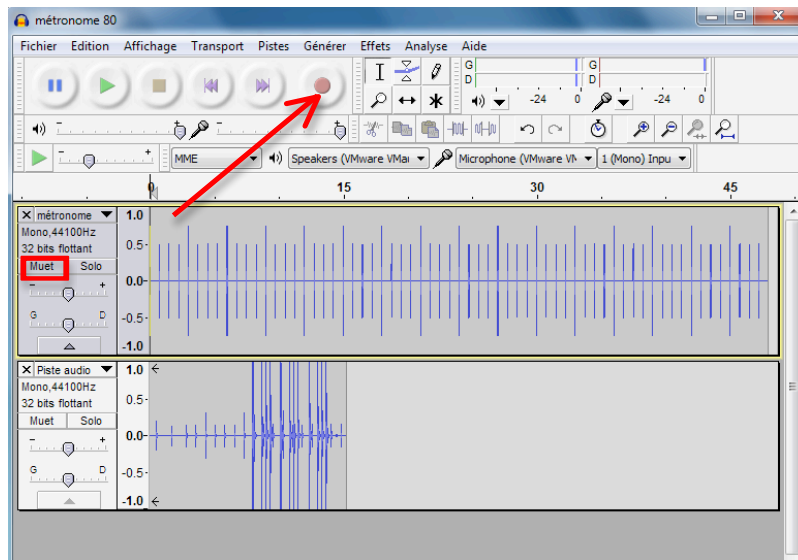 métronome 80
Fichier Edition Affichage Transport Pistes Générer Effets Analyse Aide
G
D
-24 0
G
D
-24 0
- +
MME
Speakers (VMware VMau
Microphone (VMware VM
1 (Mono) Inpu
0 15 30 45
métronome
Mono,44100Hz
32 bits flottant
Muet Solo
- +
G D
1.0
0.5
0.0
-0.5
-1.0
Piste audio
Mono,44100Hz
32 bits flottant
Muet Solo
- +
G D
1.0
0.5
0.0
-0.5
-1.0